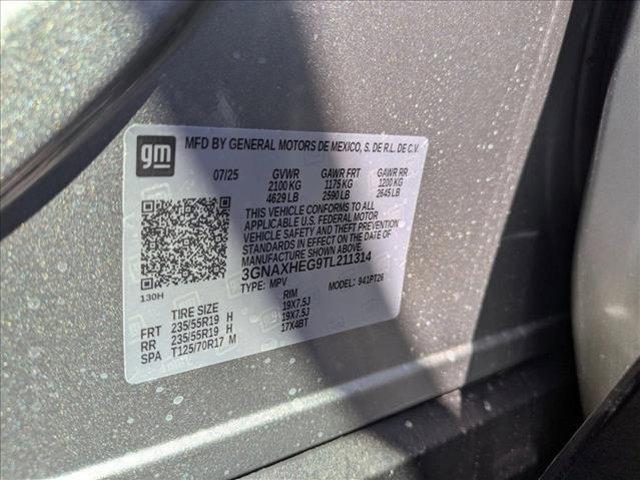 gm
MFD BY GENERAL MOTORS DE MEXICO, S. DE R.L. DE C.V.
07/25 GVWR GAWR FRT GAWR RR
2100 KG 1175 KG 1200 KG
4629 LB 2590 LB 2645 LB
THIS VEHICLE CONFORMS TO ALL
APPLICABLE U.S. FEDERAL MOTOR
VEHICLE SAFETY AND THEFT
PREVENTION STANDARDS IN
EFFECT ON THE DATE OF
MANUFACTURE SHOWN ABOVE.
3GNAXHEG9TL211314
TYPE: MPV MODEL: 941PT26
130H
TIRE SIZE RIM
FRT 235/55R19 H 19X7.5J
RR 235/55R19 H 19X7.5J
SPA T125/70R17 M 17X4BT